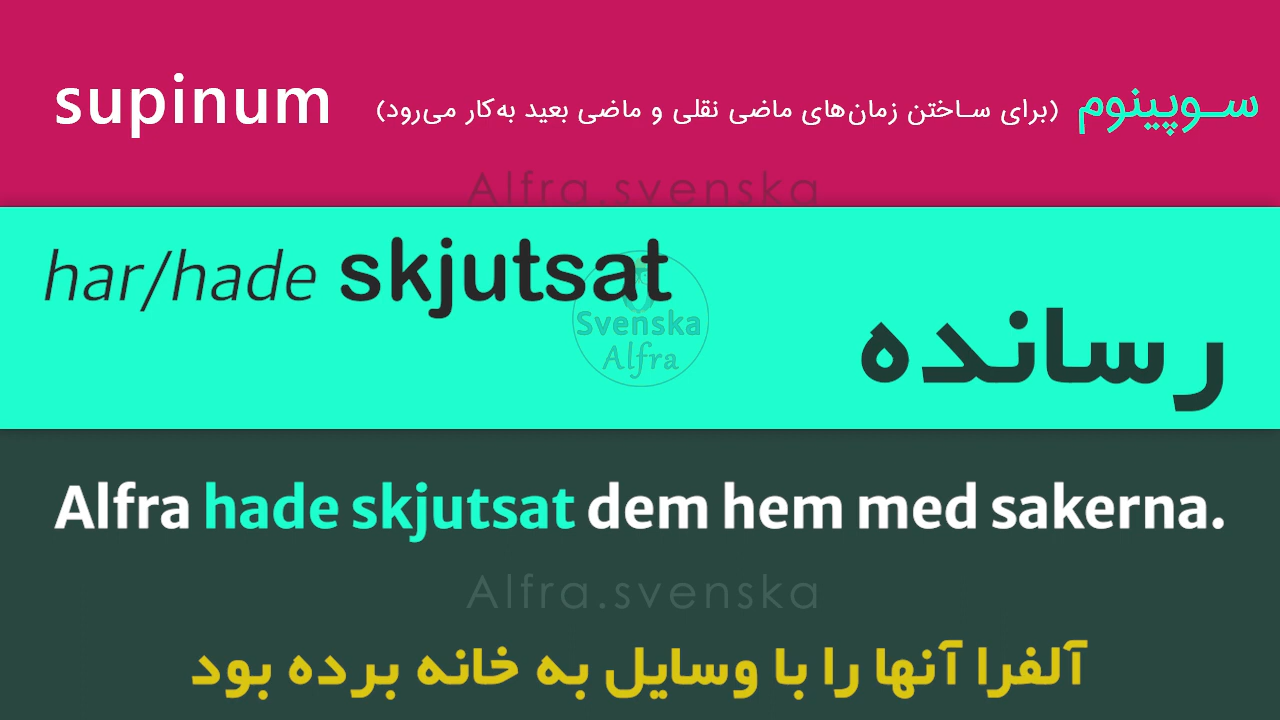 supinum سوپینوم (برای ساختن زمان‌های ماضی نقلی و ماضی بعید به‌کار می‌رود)
Alfra.svenska
har/hade skjutsat
رسانده
Svenska
Alfra
Alfra hade skjutsat dem hem med sakerna.
Alfra.svenska
آلفرا آنها را با وسایل به خانه برده بود